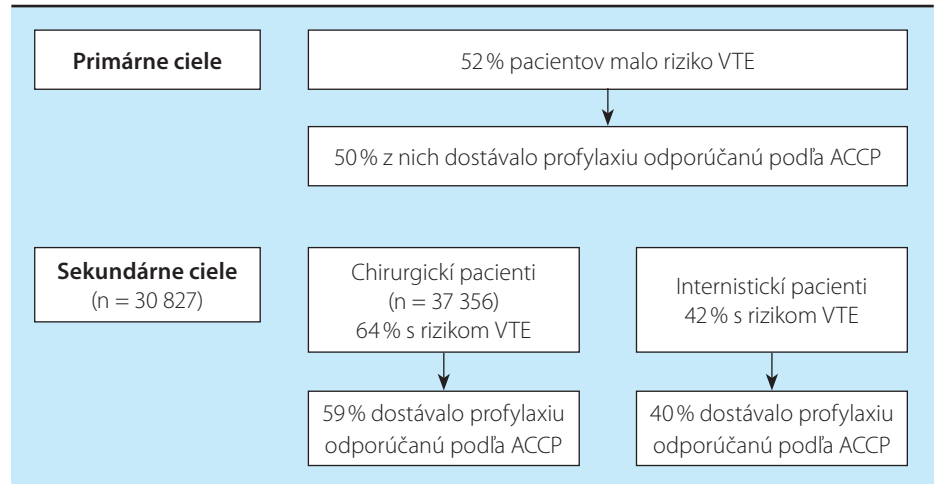 Primárne ciele
52 % pacientov malo riziko VTE
50 % z nich dostávalo profylaxiu odporúčanú podľa ACCP
Sekundárne ciele
(n = 30 827)
Chirurgickí pacienti
(n = 37 356)
64 % s rizikom VTE
Internistickí pacienti
42 % s rizikom VTE
59 % dostávalo profylaxiu
odporúčanú podľa ACCP
40 % dostávalo profylaxiu
odporúčanú podľa ACCP